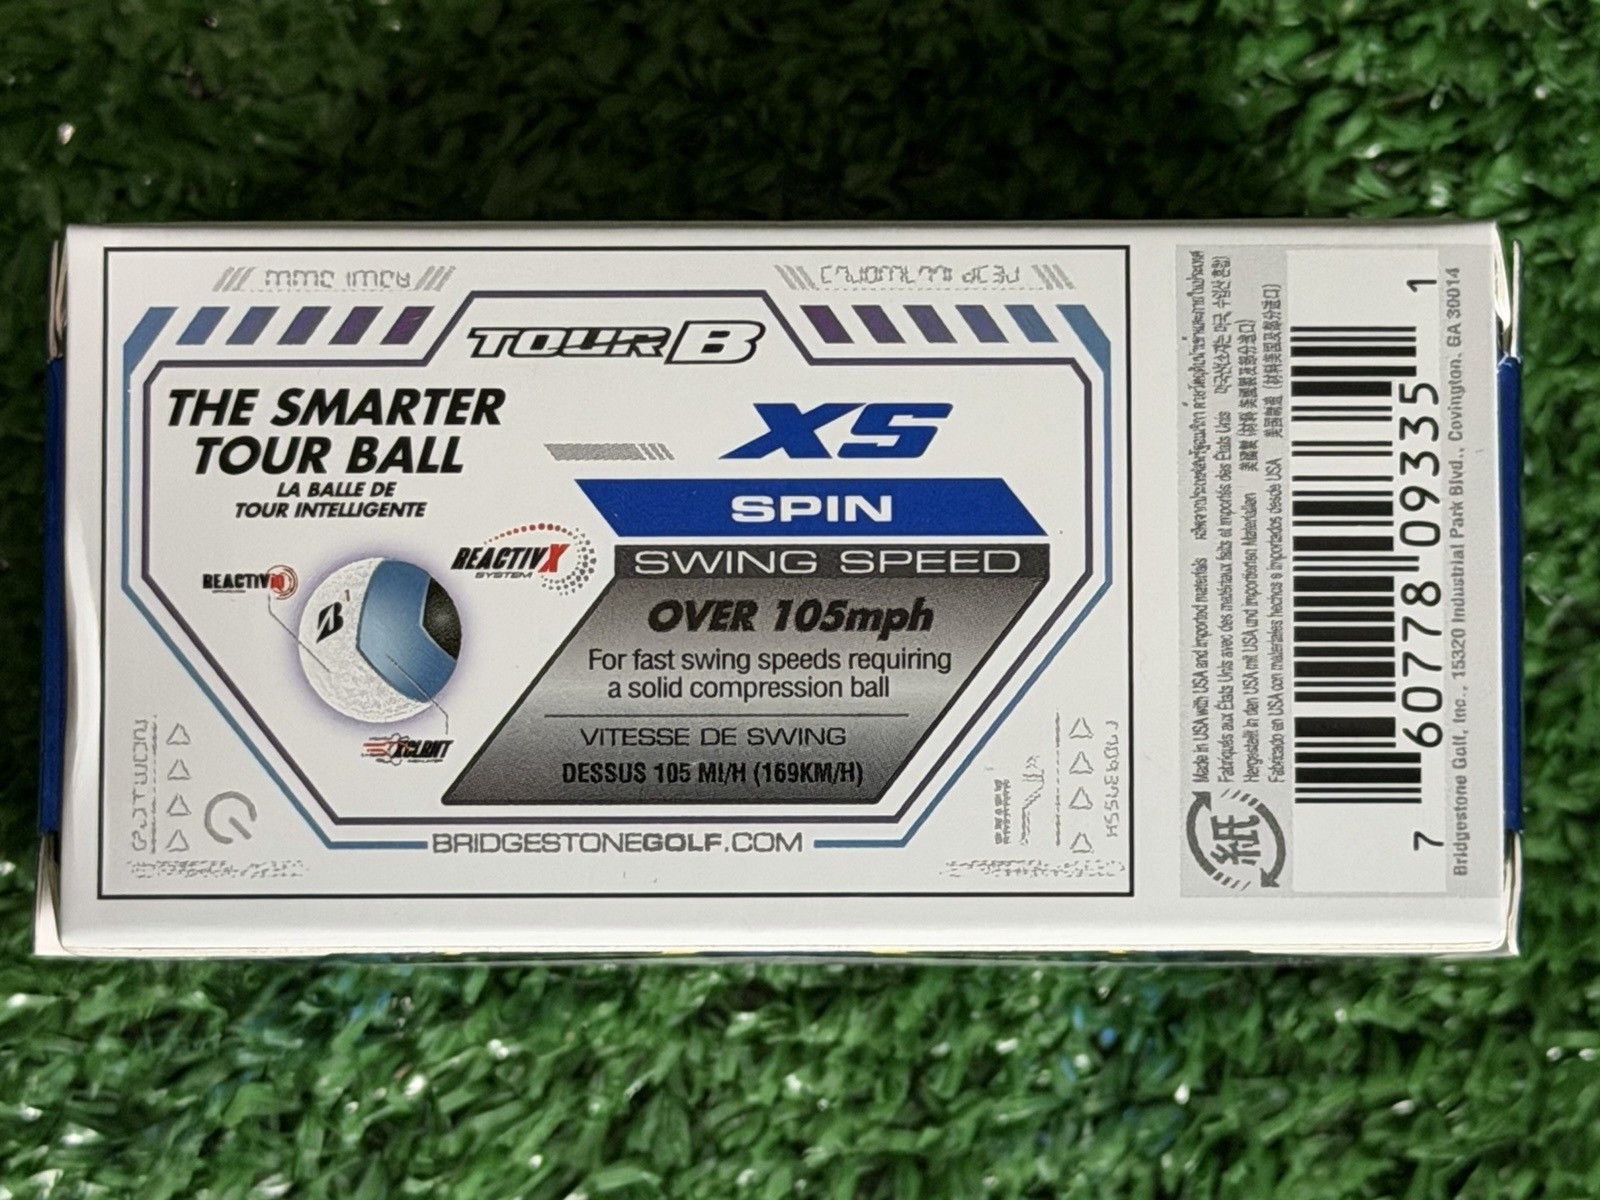 TOUR B
THE SMARTER
TOUR BALL
LA BALLE DE
TOUR INTELLIGENTE
XS
SPIN
REACTIV iQ
REACTIV X
SYSTEM
SWING SPEED
OVER 105mph
For fast swing speeds requiring
a solid compression ball
VITESSE DE SWING
DESSUS 105 MI/H (169KM/H)
B
1
BRIDGESTONEGOLF.COM
Made in USA with USA and imported materials
Fabriqués aux États Unis avec des matériaux faits et importés des États Unis
Hergestellt in den USA mit USA und importierten Materialien
Fabricado en USA con materiales hechos e importados desde USA
紙
7 60778 09335 1
Bridgestone Golf, Inc., 15320 Industrial Park Blvd., Covington, GA 30014